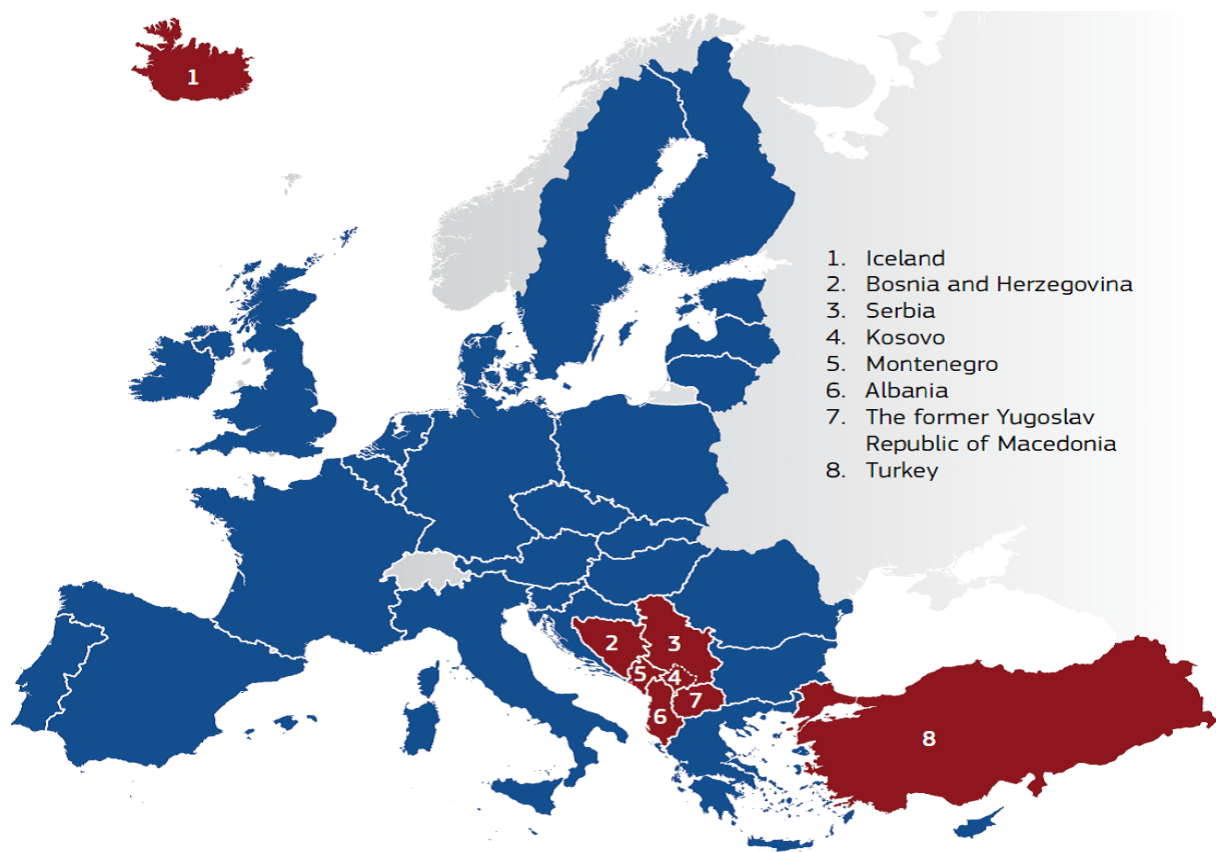 1
1. Iceland
2. Bosnia and Herzegovina
3. Serbia
4. Kosovo
5. Montenegro
6. Albania
7. The former Yugoslav
Republic of Macedonia
8. Turkey
2
3
5
4
7
6
8